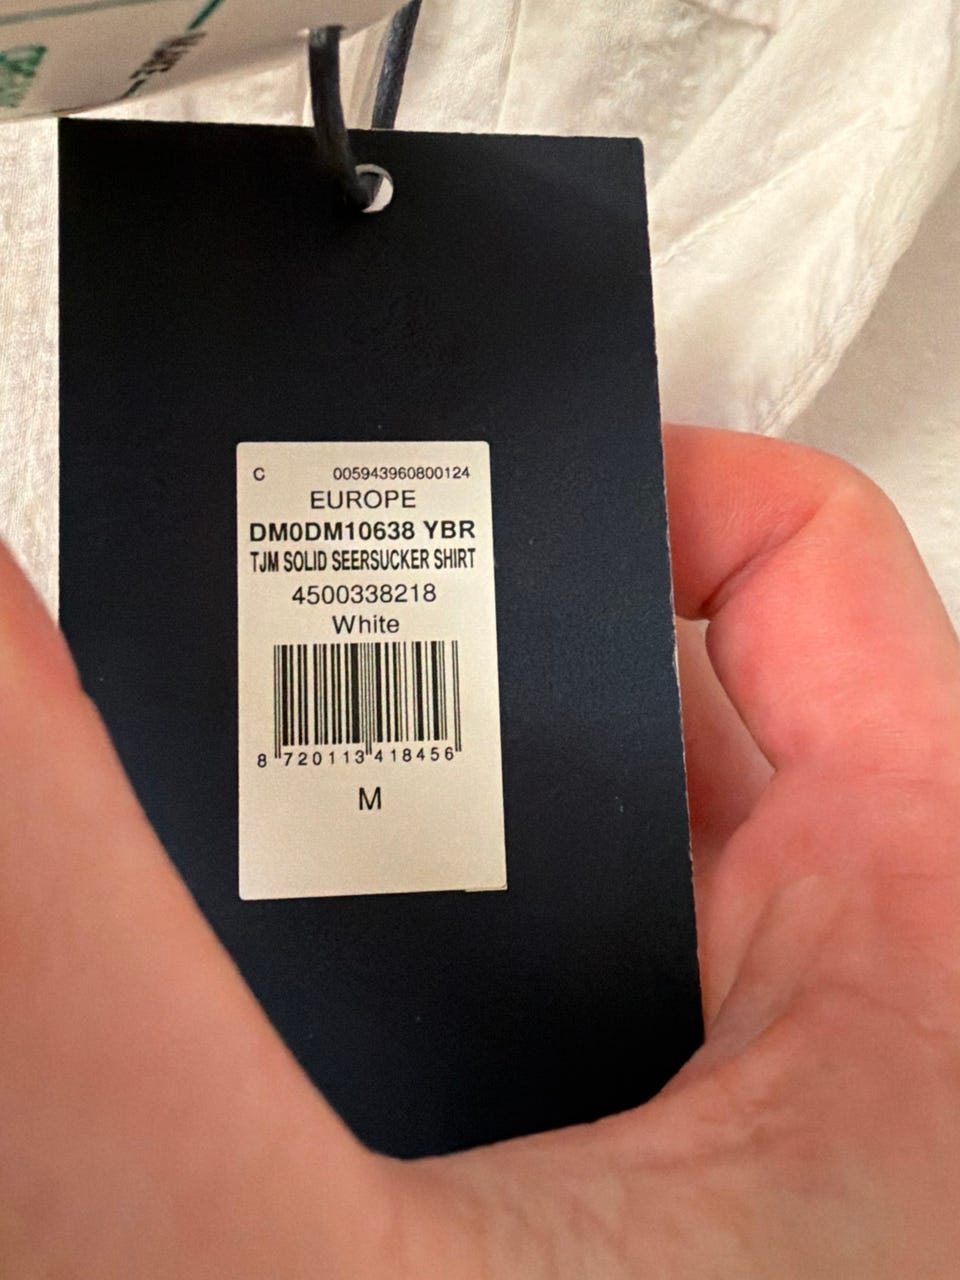 C 005943960800124
EUROPE
DM0DM10638 YBR
TJM SOLID SEERSUCKER SHIRT
4500338218
White
8 720113 418456
M